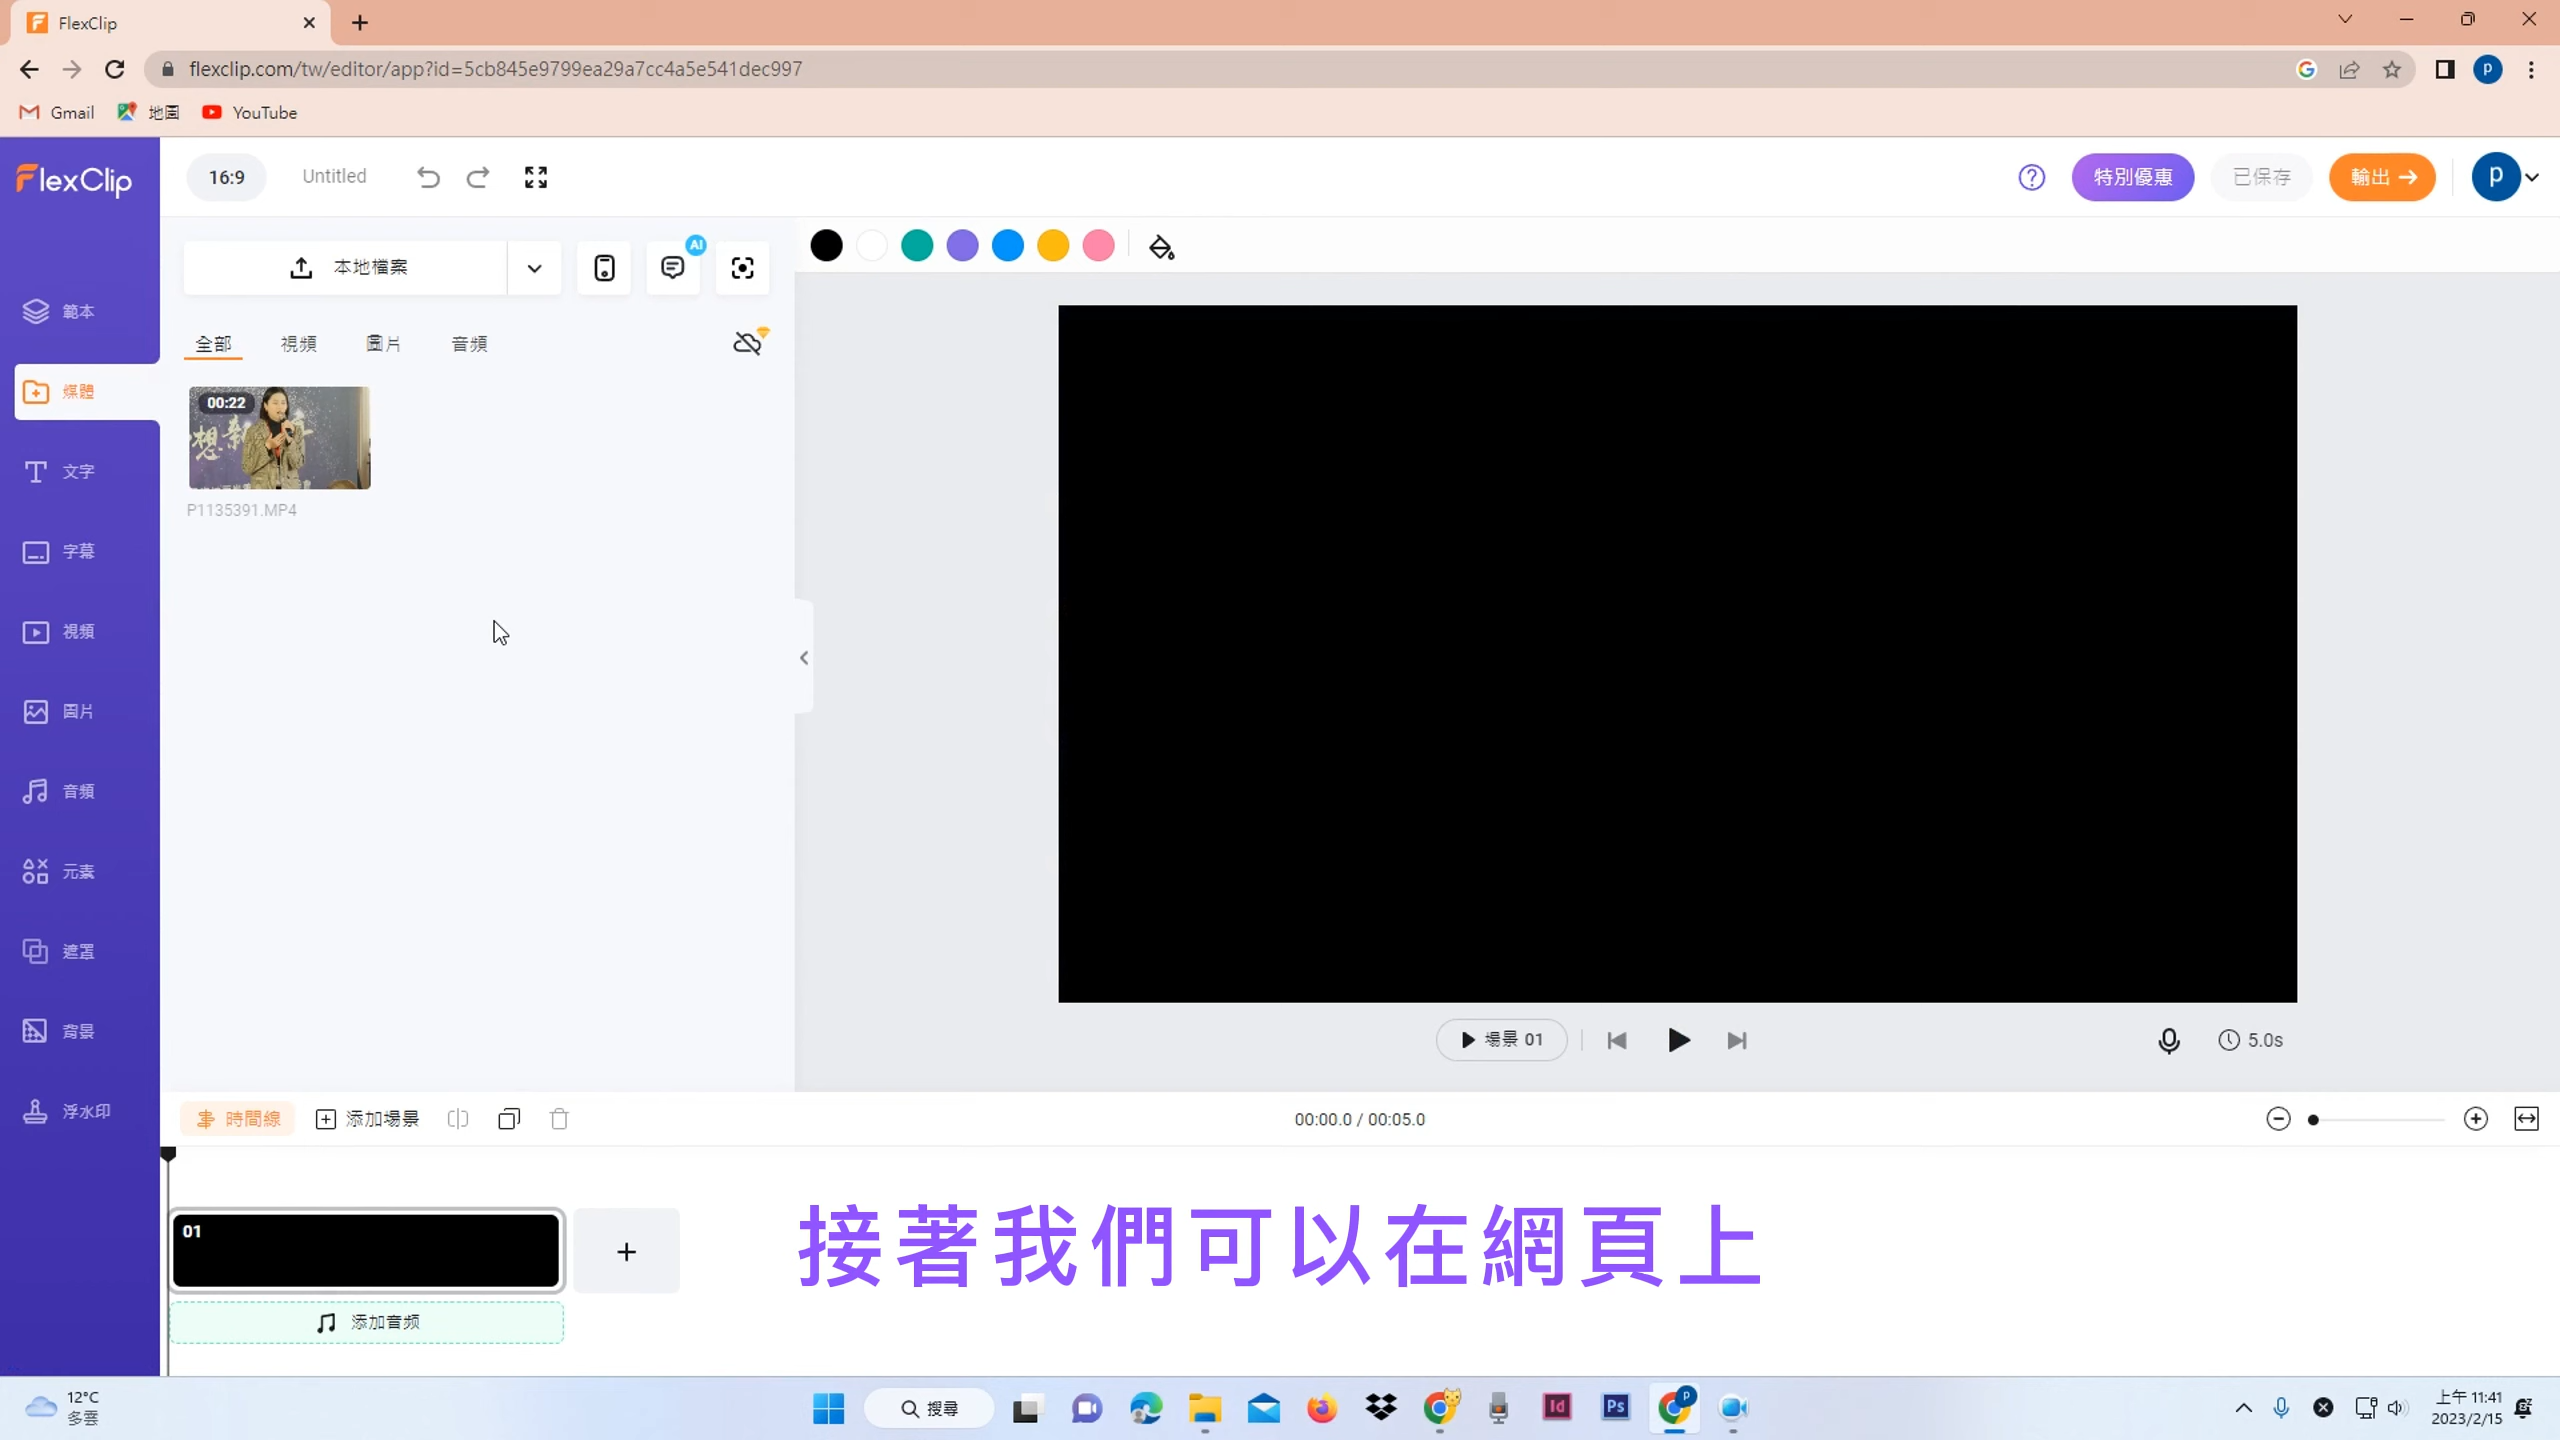 FlexClip
flexclip.com/tw/editor/app?id=5cb845e9799ea29a7cc4a5e541dec997
P
Gmail
地圖
YouTube
FlexClip
16:9
Untitled
特別優惠
已保存
輸出
P
範本
媒體
文字
字幕
視頻
圖片
音頻
元素
遮罩
背景
浮水印
本地檔案
AI
全部
視頻
圖片
音頻
00:22
P1135391.MP4
場景 01
5.0s
時間線
添加場景
00:00.0 / 00:05.0
01
添加音頻
接著我們可以在網頁上
12°C
多雲
搜尋
Id
Ps
P
上午 11:41
2023/2/15